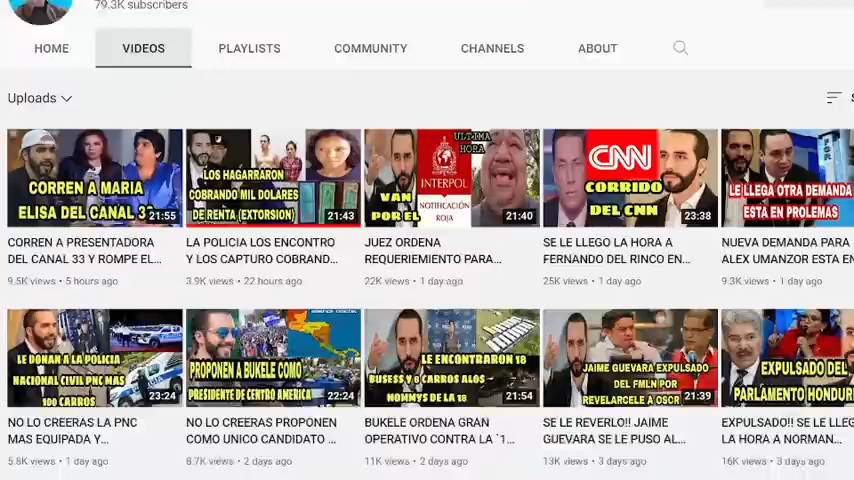 79.3K subscribers
HOME
VIDEOS
PLAYLISTS
COMMUNITY
CHANNELS
ABOUT
Uploads
CORREN A MARIA
ELISA DEL CANAL 3
21:55
CORREN A PRESENTADORA
DEL CANAL 33 Y ROMPE EL...
9.5K views • 5 hours ago
LOS HAGARRARON
COBRANDO MIL DOLARES
DE RENTA (EXTORSION)
21:43
LA POLICIA LOS ENCONTRO
Y LOS CAPTURO COBRAND...
3.9K views • 22 hours ago
ULTIMA
HORA
INTERPOL
VAN
POR EL
NOTIFICACIÓN
ROJA
21:40
JUEZ ORDENA
REQUERIEMIENTO PARA...
22K views • 1 day ago
CNN
CORRIDO
DEL CNN
23:38
SE LE LLEGO LA HORA A
FERNANDO DEL RINCO EN...
25K views • 1 day ago
LE LLEGA OTRA DEMANDA
ESTA EN PROLEMAS
NUEVA DEMANDA PARA
ALEX UMANZOR ESTA EN
9.3K views • 1 day ago
LE DONAN A LA POLICIA
NACIONAL CIVIL PNC MAS
100 CARROS
23:24
NO LO CREERAS LA PNC
MAS EQUIPADA Y...
5.8K views • 1 day ago
PROPONEN A BUKELE COMO
PRESIDENTE DE CENTRO AMERICA
22:24
NO LO CREERAS PROPONEN
COMO UNICO CANDIDATO ...
8.7K views • 2 days ago
LE ENCONTRARON 18
BUSESS Y 8 CARROS ALOS
HOMMYS DE LA 18
21:54
BUKELE ORDENA GRAN
OPERATIVO CONTRA LA `1...
11K views • 2 days ago
JAIME GUEVARA EXPULSADO
DEL FMLN POR
REVELARCELE A OSCR
21:39
SE LE REVERLO!! JAIME
GUEVARA SE LE PUSO AL...
13K views • 3 days ago
EXPULSADO DEL
PARLAMENTO HONDUR
EXPULSADO!! SE LE LLEG
LA HORA A NORMAN...
16K views • 3 days ago